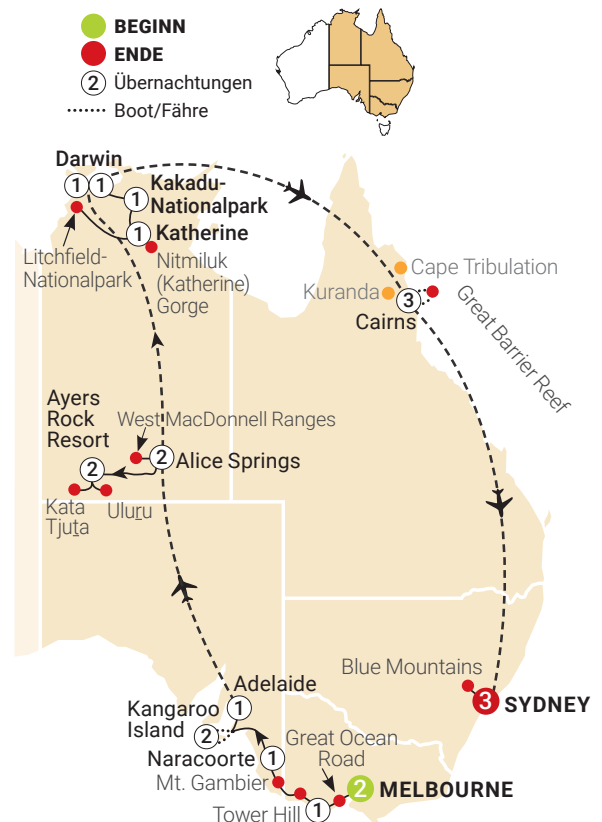 BEGINN
ENDE
2 Übernachtungen
Boot/Fähre
Darwin
1 1
1
Kakadu-
Nationalpark
1 Katherine
Litchfield-
Nationalpark
Nitmiluk
(Katherine)
Gorge
Cape Tribulation
Kuranda
3
Cairns
Great Barrier Reef
Ayers
Rock
Resort
West MacDonnell Ranges
2
2 Alice Springs
Kata
Tjuṯa
Uluṟu
Blue Mountains
3 SYDNEY
Adelaide
1
Kangaroo
Island
2
Great Ocean
Road
Naracoorte 1
Mt. Gambier
2 MELBOURNE
Tower Hill 1